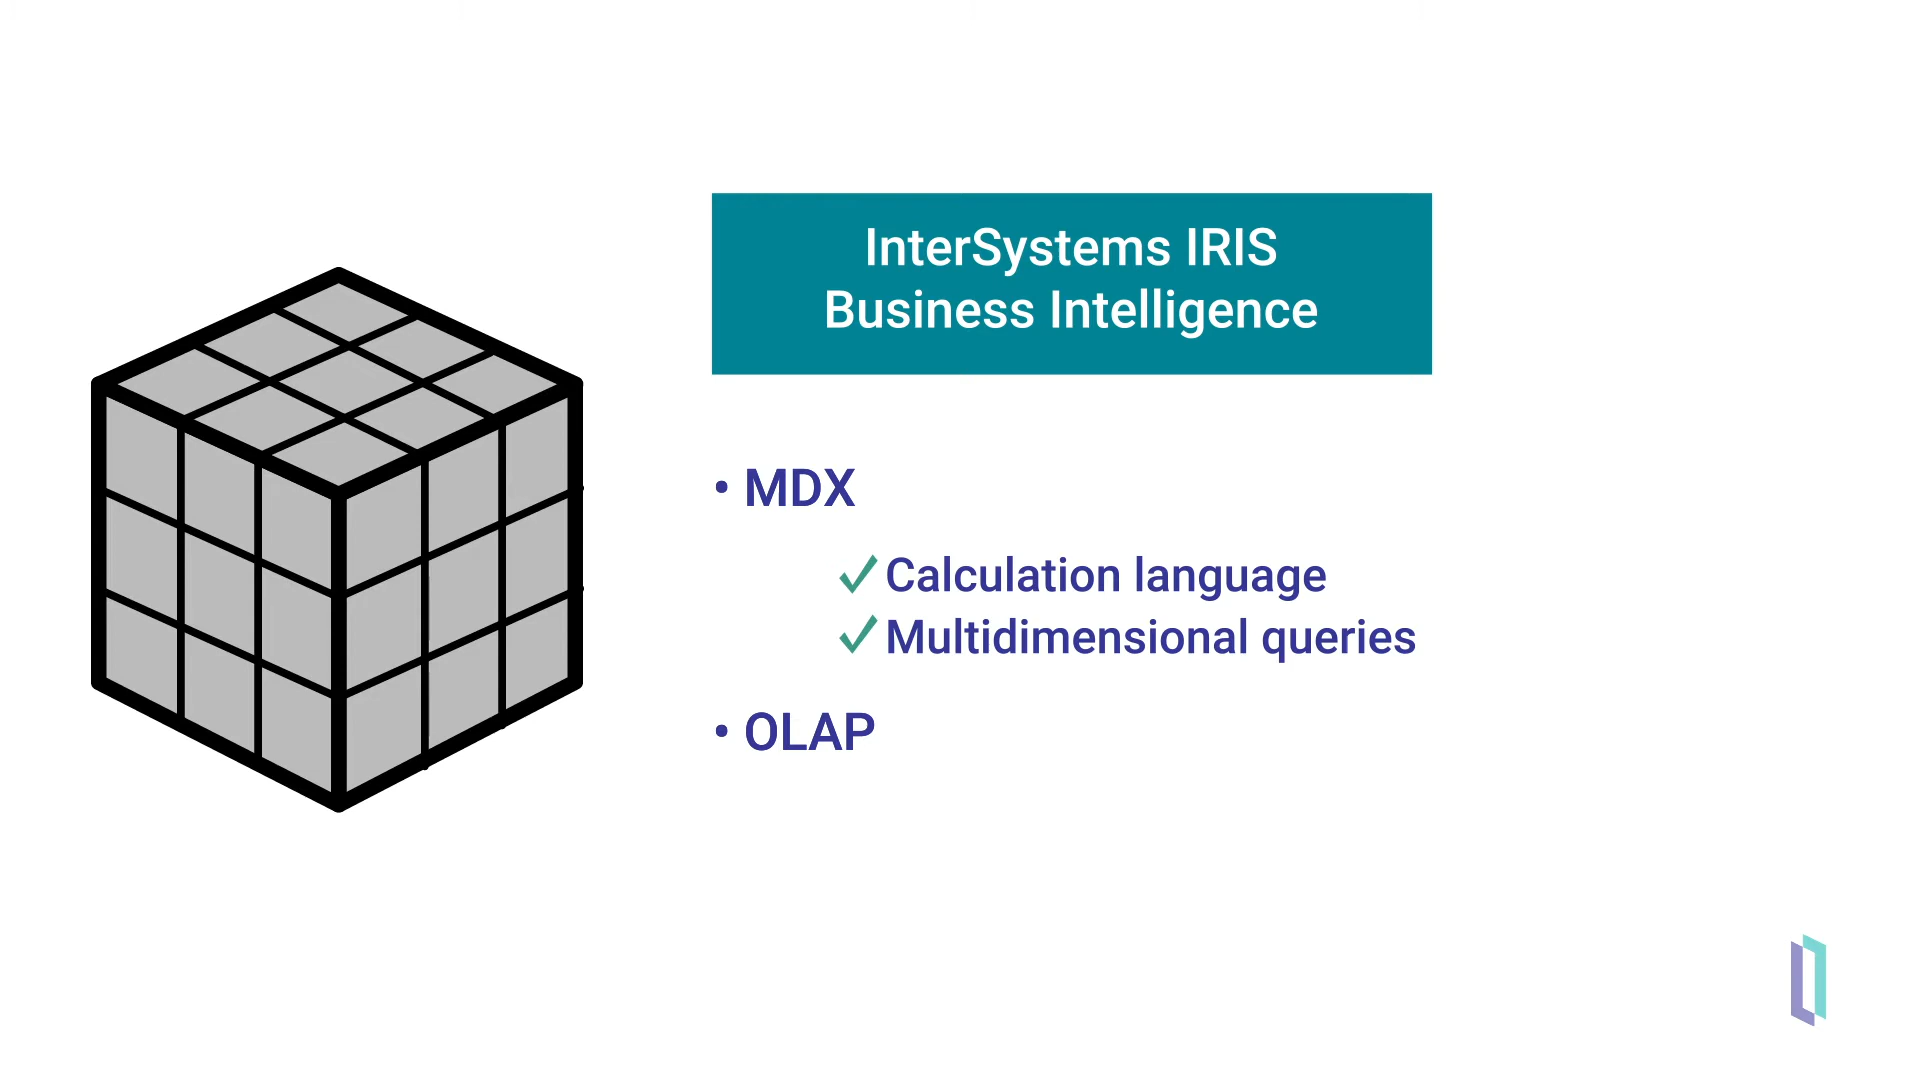 InterSystems IRIS
Business Intelligence
• MDX
✓ Calculation language
✓ Multidimensional queries
• OLAP